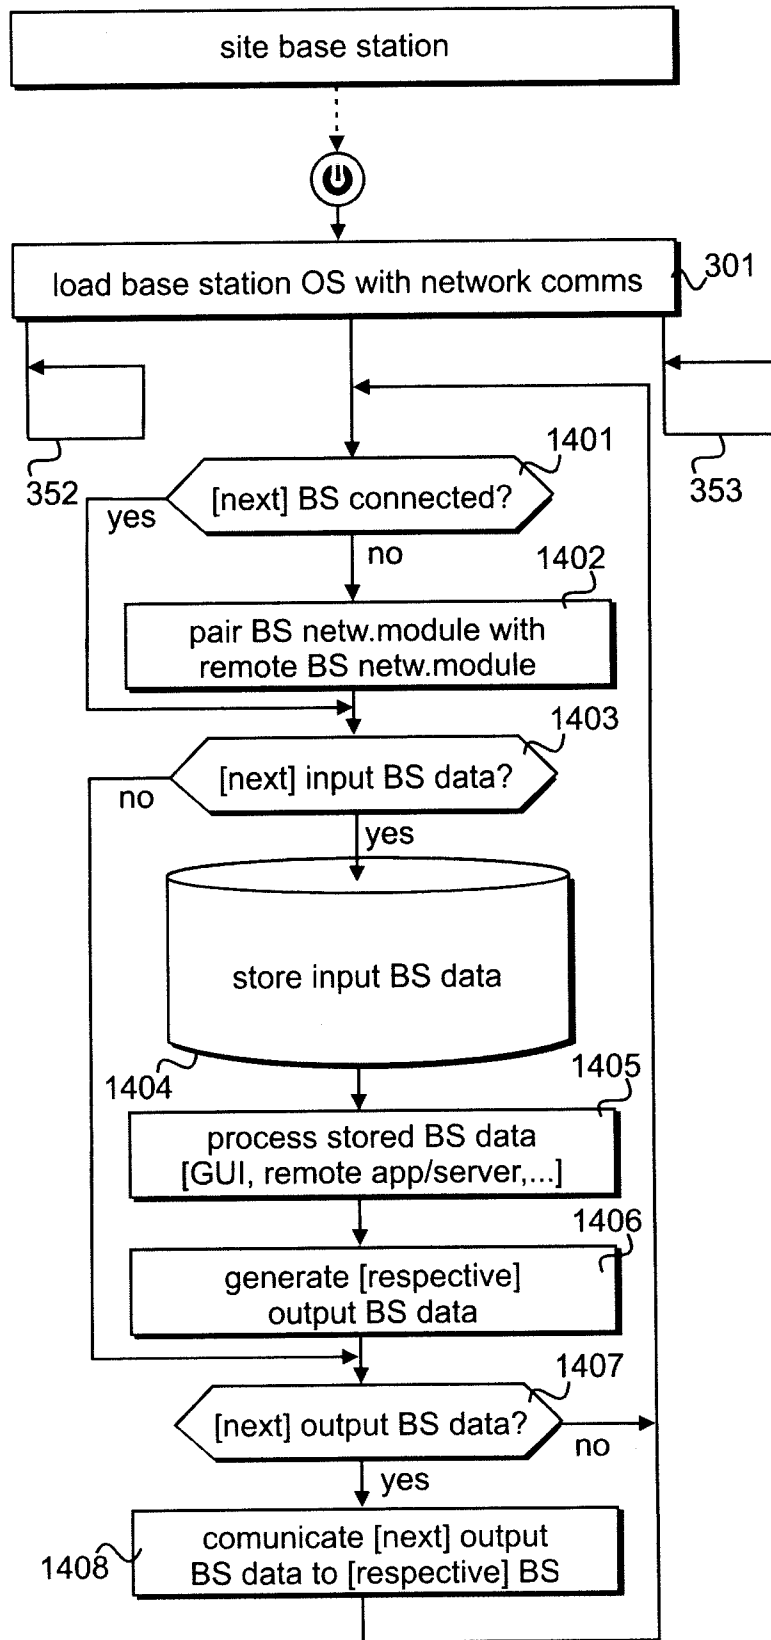 site base station
load base station OS with network comms
301
352
353
1401
[next] BS connected?
yes
no
1402
pair BS netw.module with
remote BS netw.module
1403
[next] input BS data?
no
yes
store input BS data
1404
1405
process stored BS data
[GUI, remote app/server,...]
1406
generate [respective]
output BS data
1407
[next] output BS data?
no
yes
1408
comunicate [next] output
BS data to [respective] BS